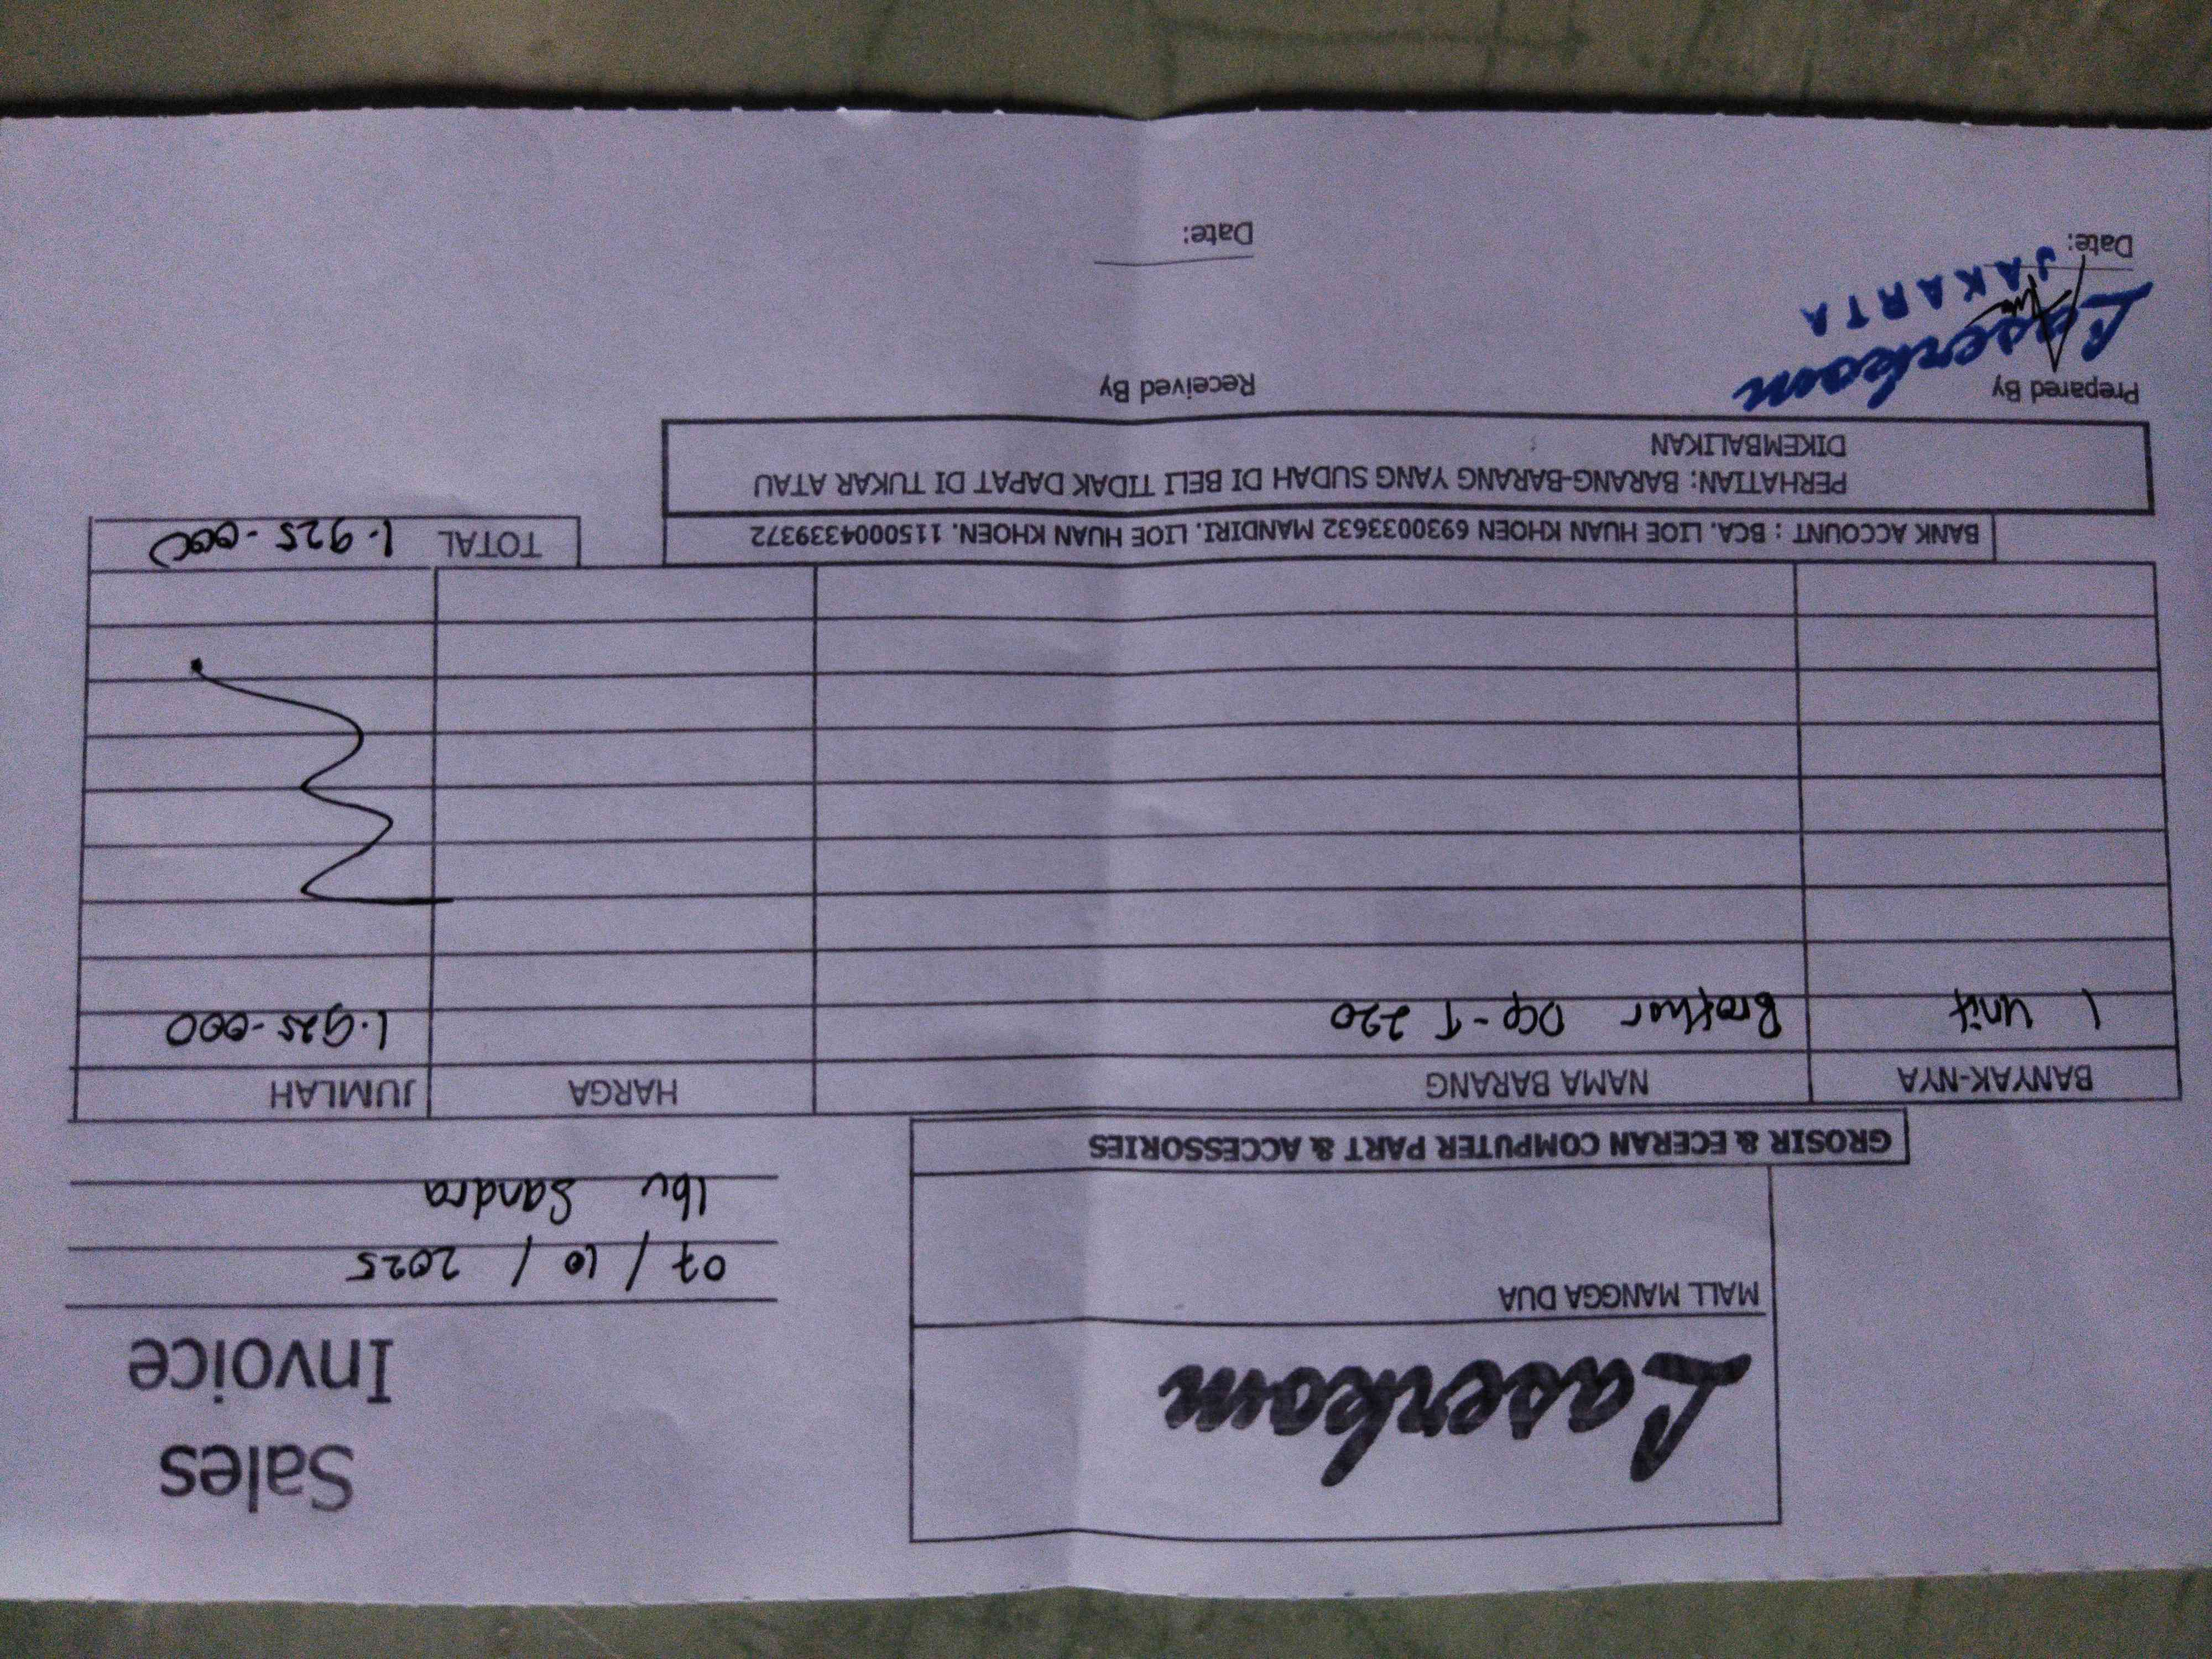 Laserkom
Sales
Invoice
MALL MANGGA DUA
07 / 10 / 2025
Ibu Sandra
GROSIR & ECERAN COMPUTER PART & ACCESSORIES
BANYAK-NYA NAMA BARANG HARGA JUMLAH
1 Unit Brother Dcp-T 220 1.925.000
BANK ACCOUNT : BCA. LIOE HUAN KHOEN 6930033632 MANDIRI. LIOE HUAN KHOEN. 1150004339372
TOTAL 1.925.000
PERHATIAN: BARANG-BARANG YANG SUDAH DI BELI TIDAK DAPAT DI TUKAR ATAU
DIKEMBALIKAN
Prepared By Received By
Laserkom
JAKARTA
Date: Date: